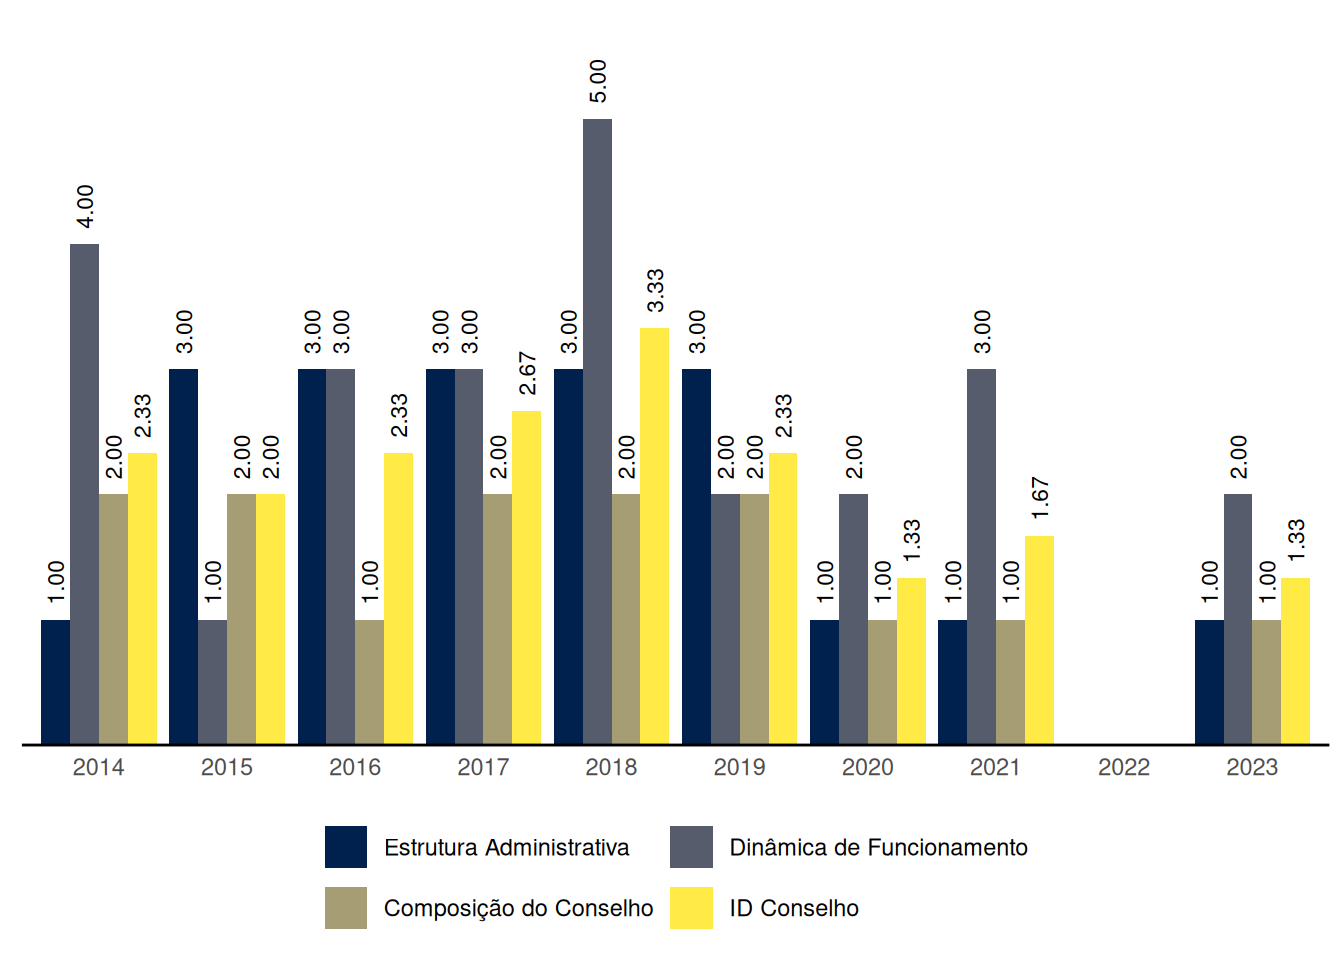 1.00 4.00 2.00 2.33 3.00 1.00 2.00 2.00 3.00 3.00 1.00 2.33 3.00 3.00 2.00 2.67 3.00 5.00 2.00 3.33 3.00 2.00 2.00 2.33 1.00 2.00 1.00 1.33 1.00 3.00 1.00 1.67 1.00 2.00 1.00 1.33
2014 2015 2016 2017 2018 2019 2020 2021 2022 2023
Estrutura Administrativa Dinâmica de Funcionamento
Composição do Conselho ID Conselho